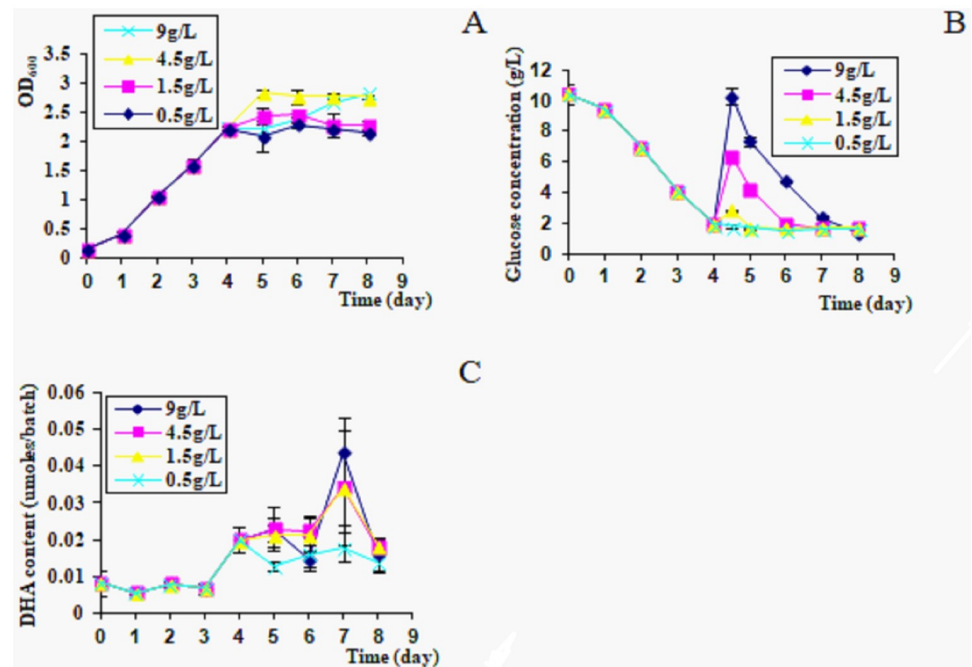 A
9g/L
4.5g/L
1.5g/L
0.5g/L
OD600
3.5
3
2.5
2
1.5
1
0.5
0
0 1 2 3 4 5 6 7 8 9
Time (day)
B
9g/L
4.5g/L
1.5g/L
0.5g/L
Glucose concentration (g/L)
12
10
8
6
4
2
0
0 1 2 3 4 5 6 7 8 9
Time (day)
C
9g/L
4.5g/L
1.5g/L
0.5g/L
DHA content (umoles/batch)
0.06
0.05
0.04
0.03
0.02
0.01
0
0 1 2 3 4 5 6 7 8 9
Time (day)